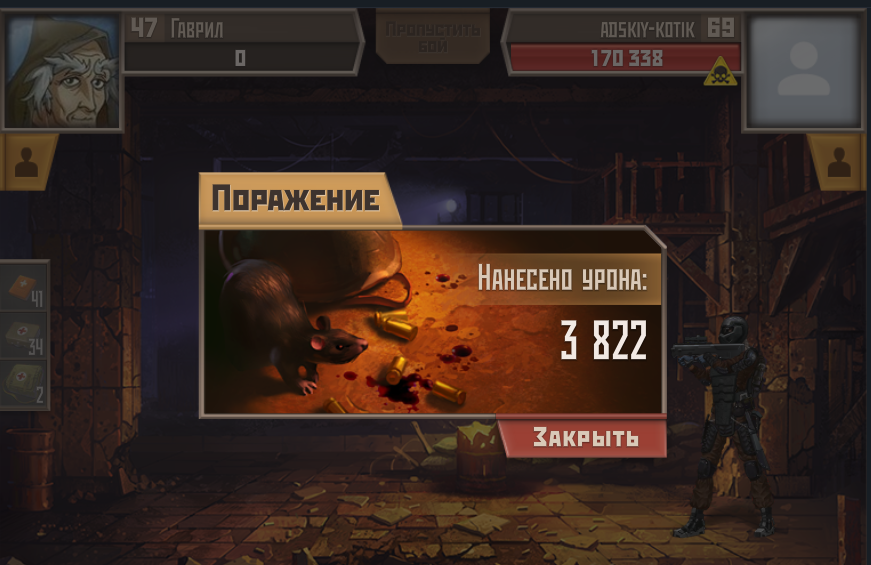 47 Гаврил
0
Пропустить
бой
ADSKIY-KOTIK 69
170 338
Поражение
Нанесено урона:
3 822
Закрыть
41
34
2